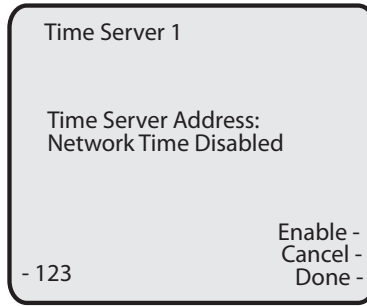 Time Server 1
Time Server Address:
Network Time Disabled
Enable -
Cancel -
- 123
Done -